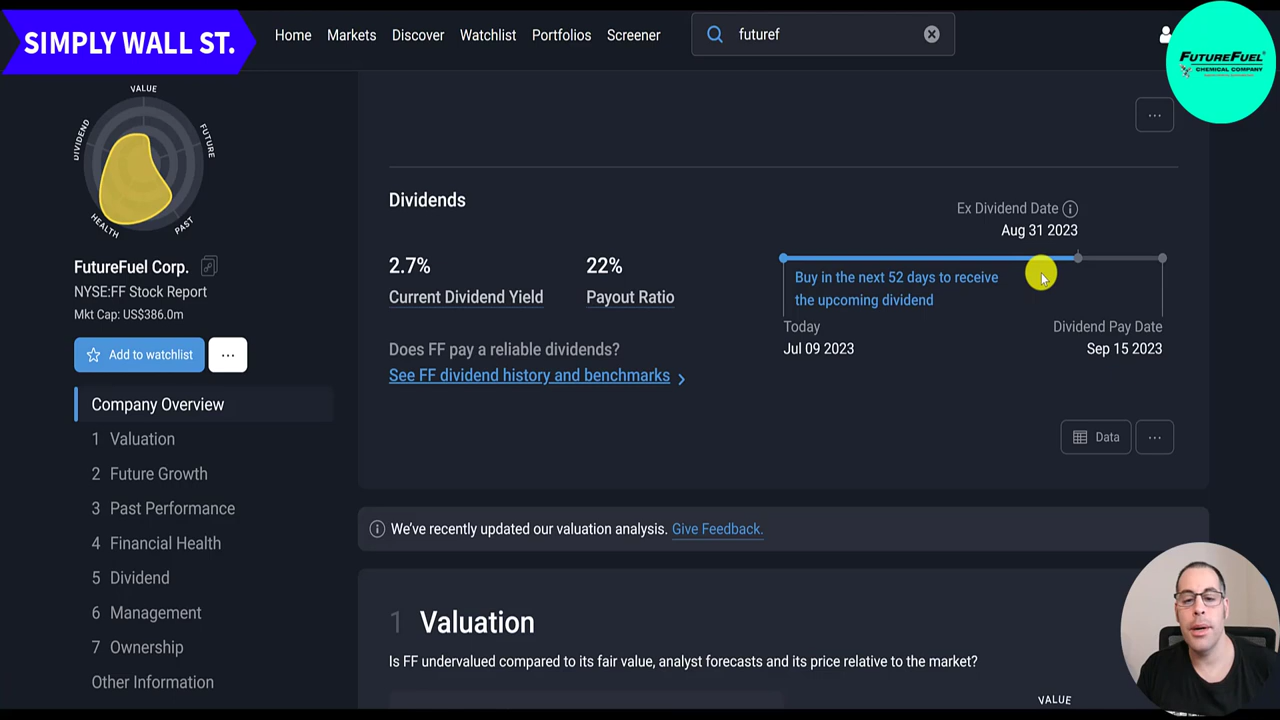 SIMPLY WALL ST.
Home Markets Discover Watchlist Portfolios Screener
futuref
FUTUREFUEL
CHEMICAL COMPANY
VALUE
FUTURE
PAST
HEALTH
DIVIDEND
FutureFuel Corp.
NYSE:FF Stock Report
Mkt Cap: US$386.0m
Add to watchlist
Company Overview
1 Valuation
2 Future Growth
3 Past Performance
4 Financial Health
5 Dividend
6 Management
7 Ownership
Other Information
Dividends
2.7%
Current Dividend Yield
22%
Payout Ratio
Does FF pay a reliable dividends?
See FF dividend history and benchmarks
Ex Dividend Date
Aug 31 2023
Buy in the next 52 days to receive
the upcoming dividend
Today
Jul 09 2023
Dividend Pay Date
Sep 15 2023
Data
We've recently updated our valuation analysis. Give Feedback.
1 Valuation
Is FF undervalued compared to its fair value, analyst forecasts and its price relative to the market?
VALUE